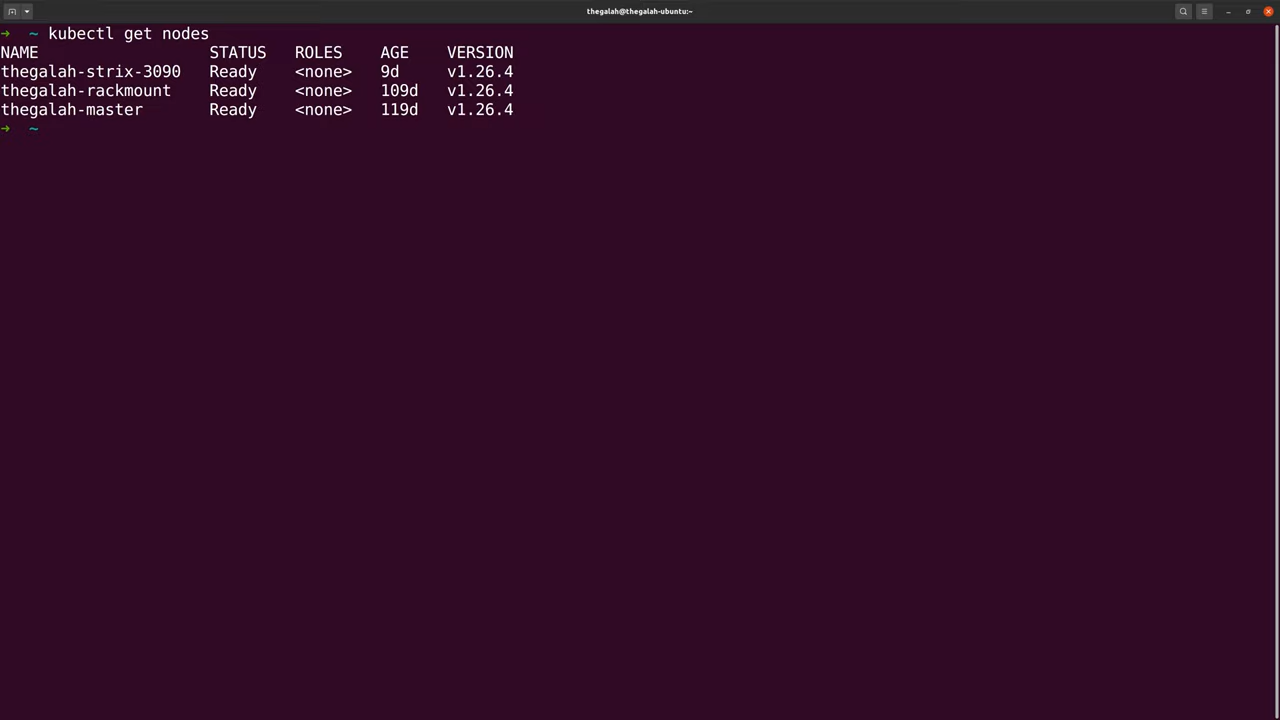 thegalah@thegalah-ubuntu:~
→ ~ kubectl get nodes
NAME STATUS ROLES AGE VERSION
thegalah-strix-3090 Ready <none> 9d v1.26.4
thegalah-rackmount Ready <none> 109d v1.26.4
thegalah-master Ready <none> 119d v1.26.4
→ ~